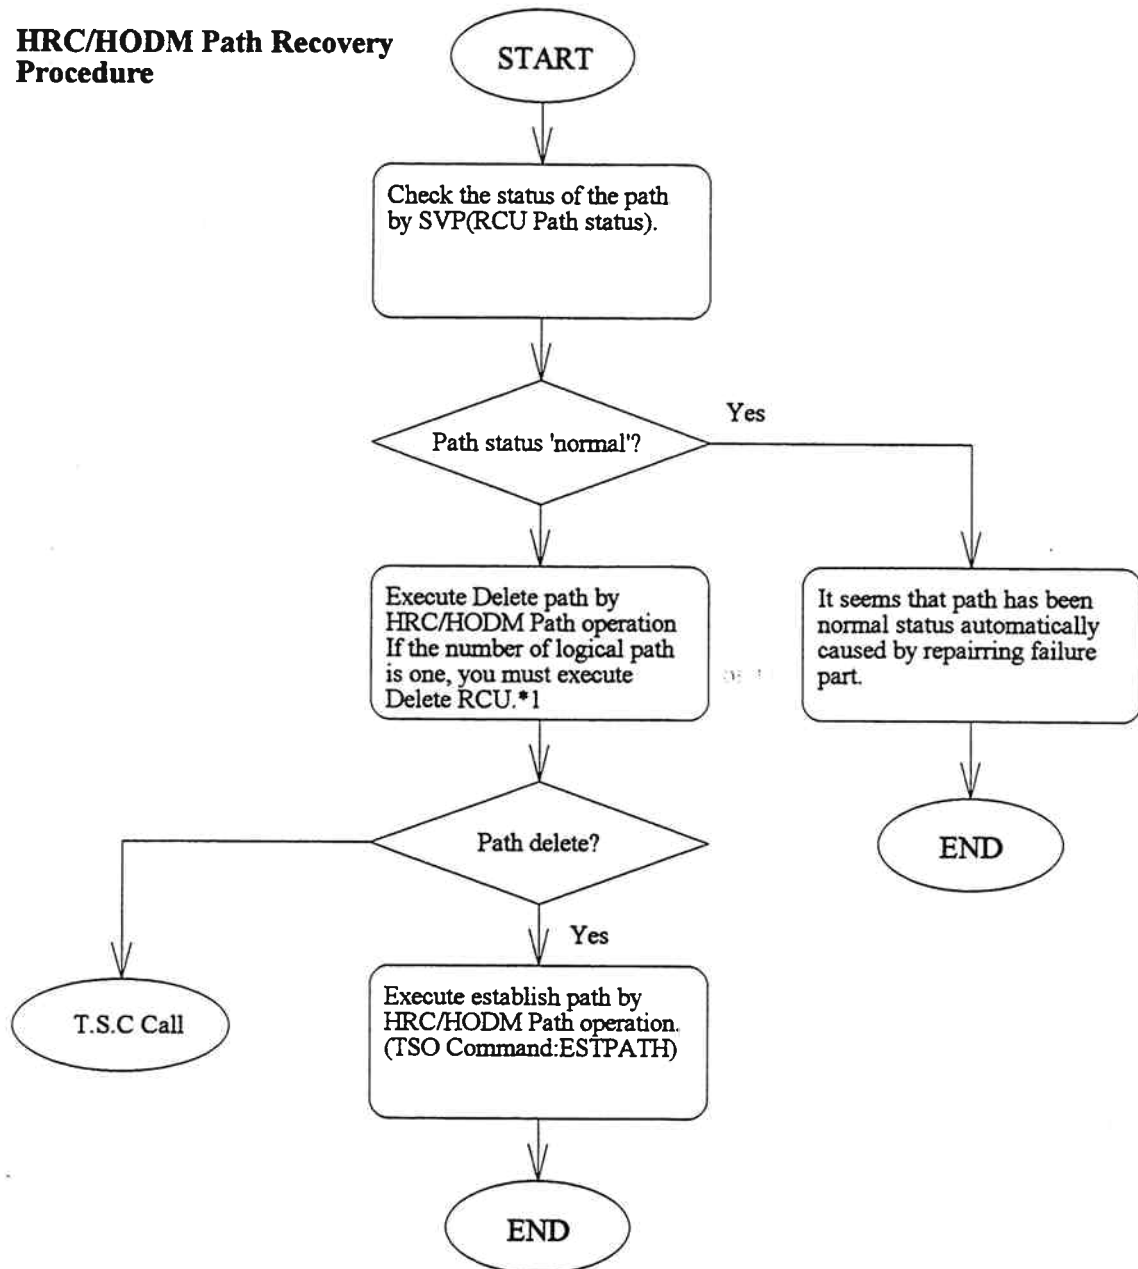 HRC/HODM Path Recovery
Procedure
START
Check the status of the path
by SVP(RCU Path status).
Path status 'normal'?
Yes
Execute Delete path by
HRC/HODM Path operation
If the number of logical path
is one, you must execute
Delete RCU.*1
It seems that path has been
normal status automatically
caused by repairring failure
part.
Path delete?
END
Yes
T.S.C Call
Execute establish path by
HRC/HODM Path operation.
(TSO Command:ESTPATH)
END